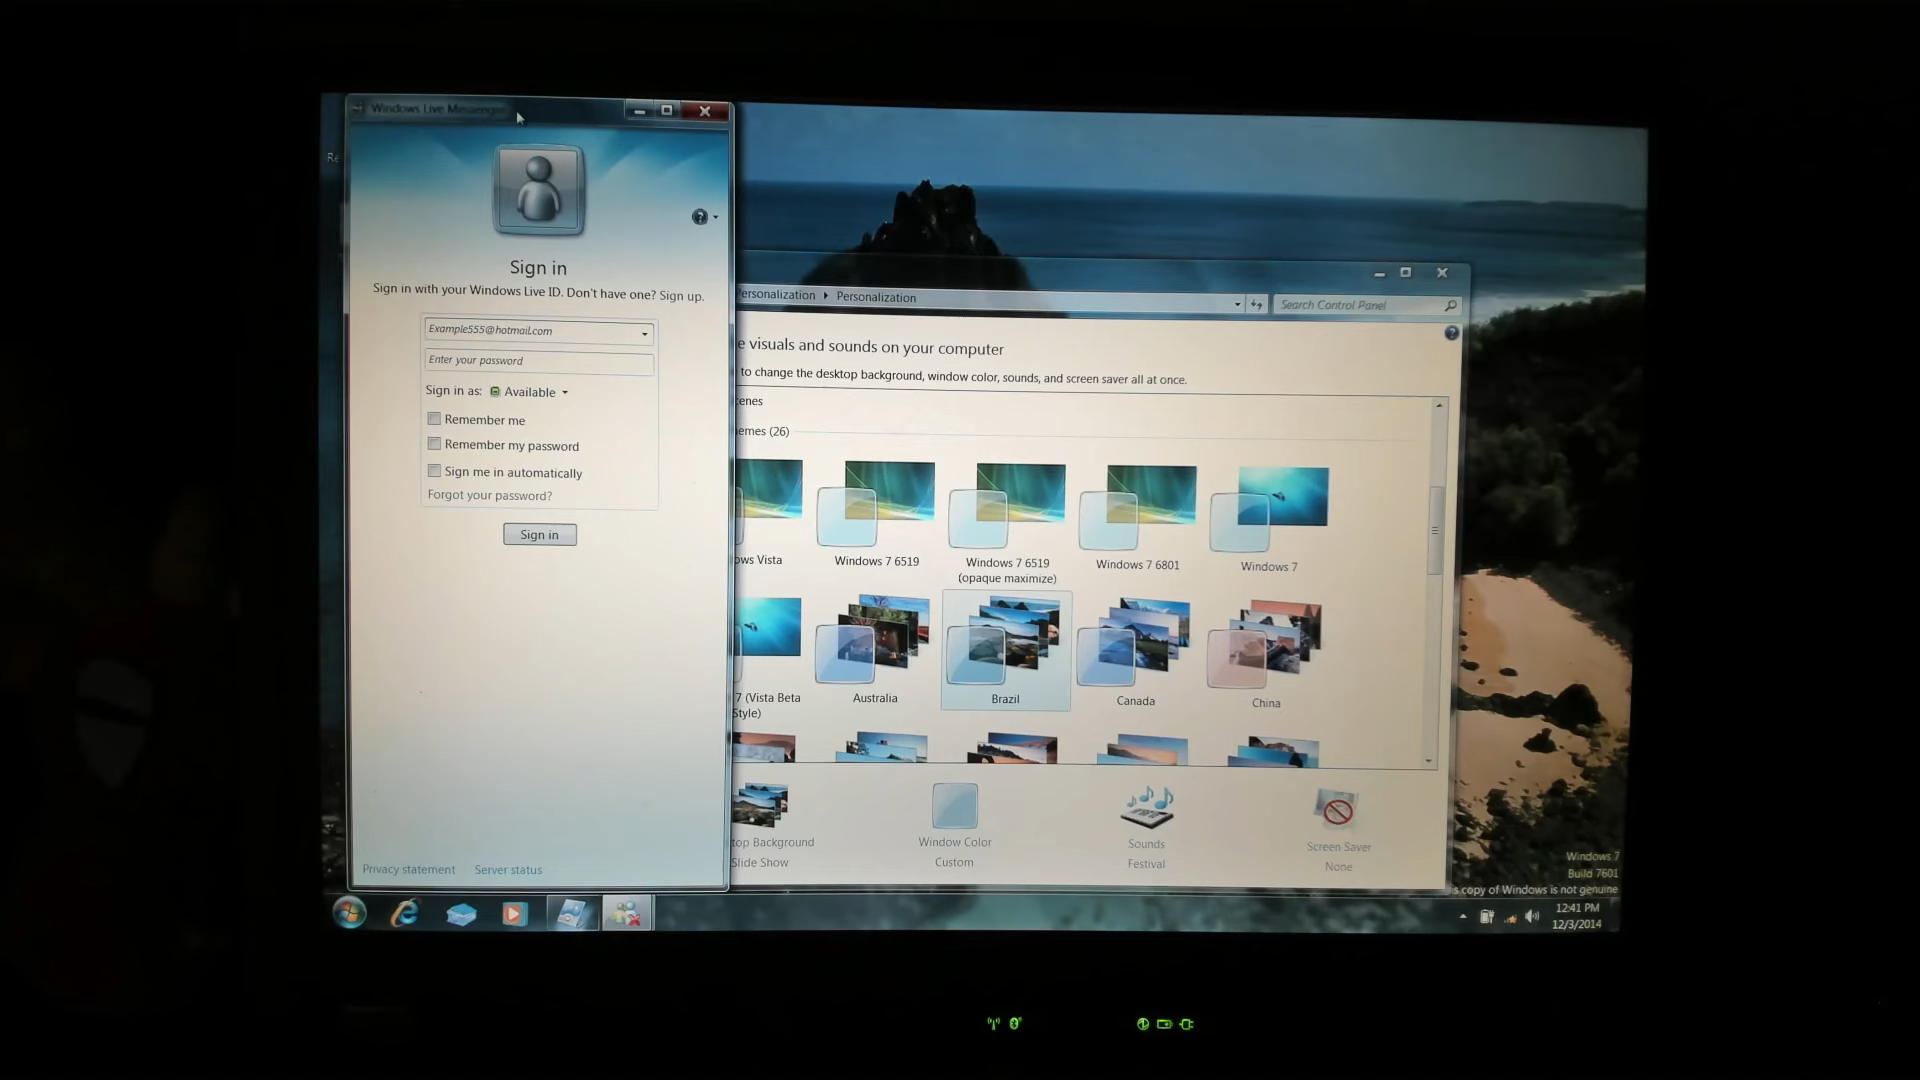 Windows Live Messenger
Re
Sign in
Sign in with your Windows Live ID. Don't have one? Sign up.
Example555@hotmail.com
Enter your password
Sign in as: Available
Remember me
Remember my password
Sign me in automatically
Forgot your password?
Sign in
Privacy statement Server status
Personalization Personalization
Search Control Panel
e visuals and sounds on your computer
to change the desktop background, window color, sounds, and screen saver all at once.
cenes
emes (26)
ows Vista
Windows 7 6519
Windows 7 6519
(opaque maximize)
Windows 7 6801
Windows 7
7 (Vista Beta
Style)
Australia
Brazil
Canada
China
top Background
Slide Show
Window Color
Custom
Sounds
Festival
Screen Saver
None
Windows 7
Build 7601
s copy of Windows is not genuine
12:41 PM
12/3/2014